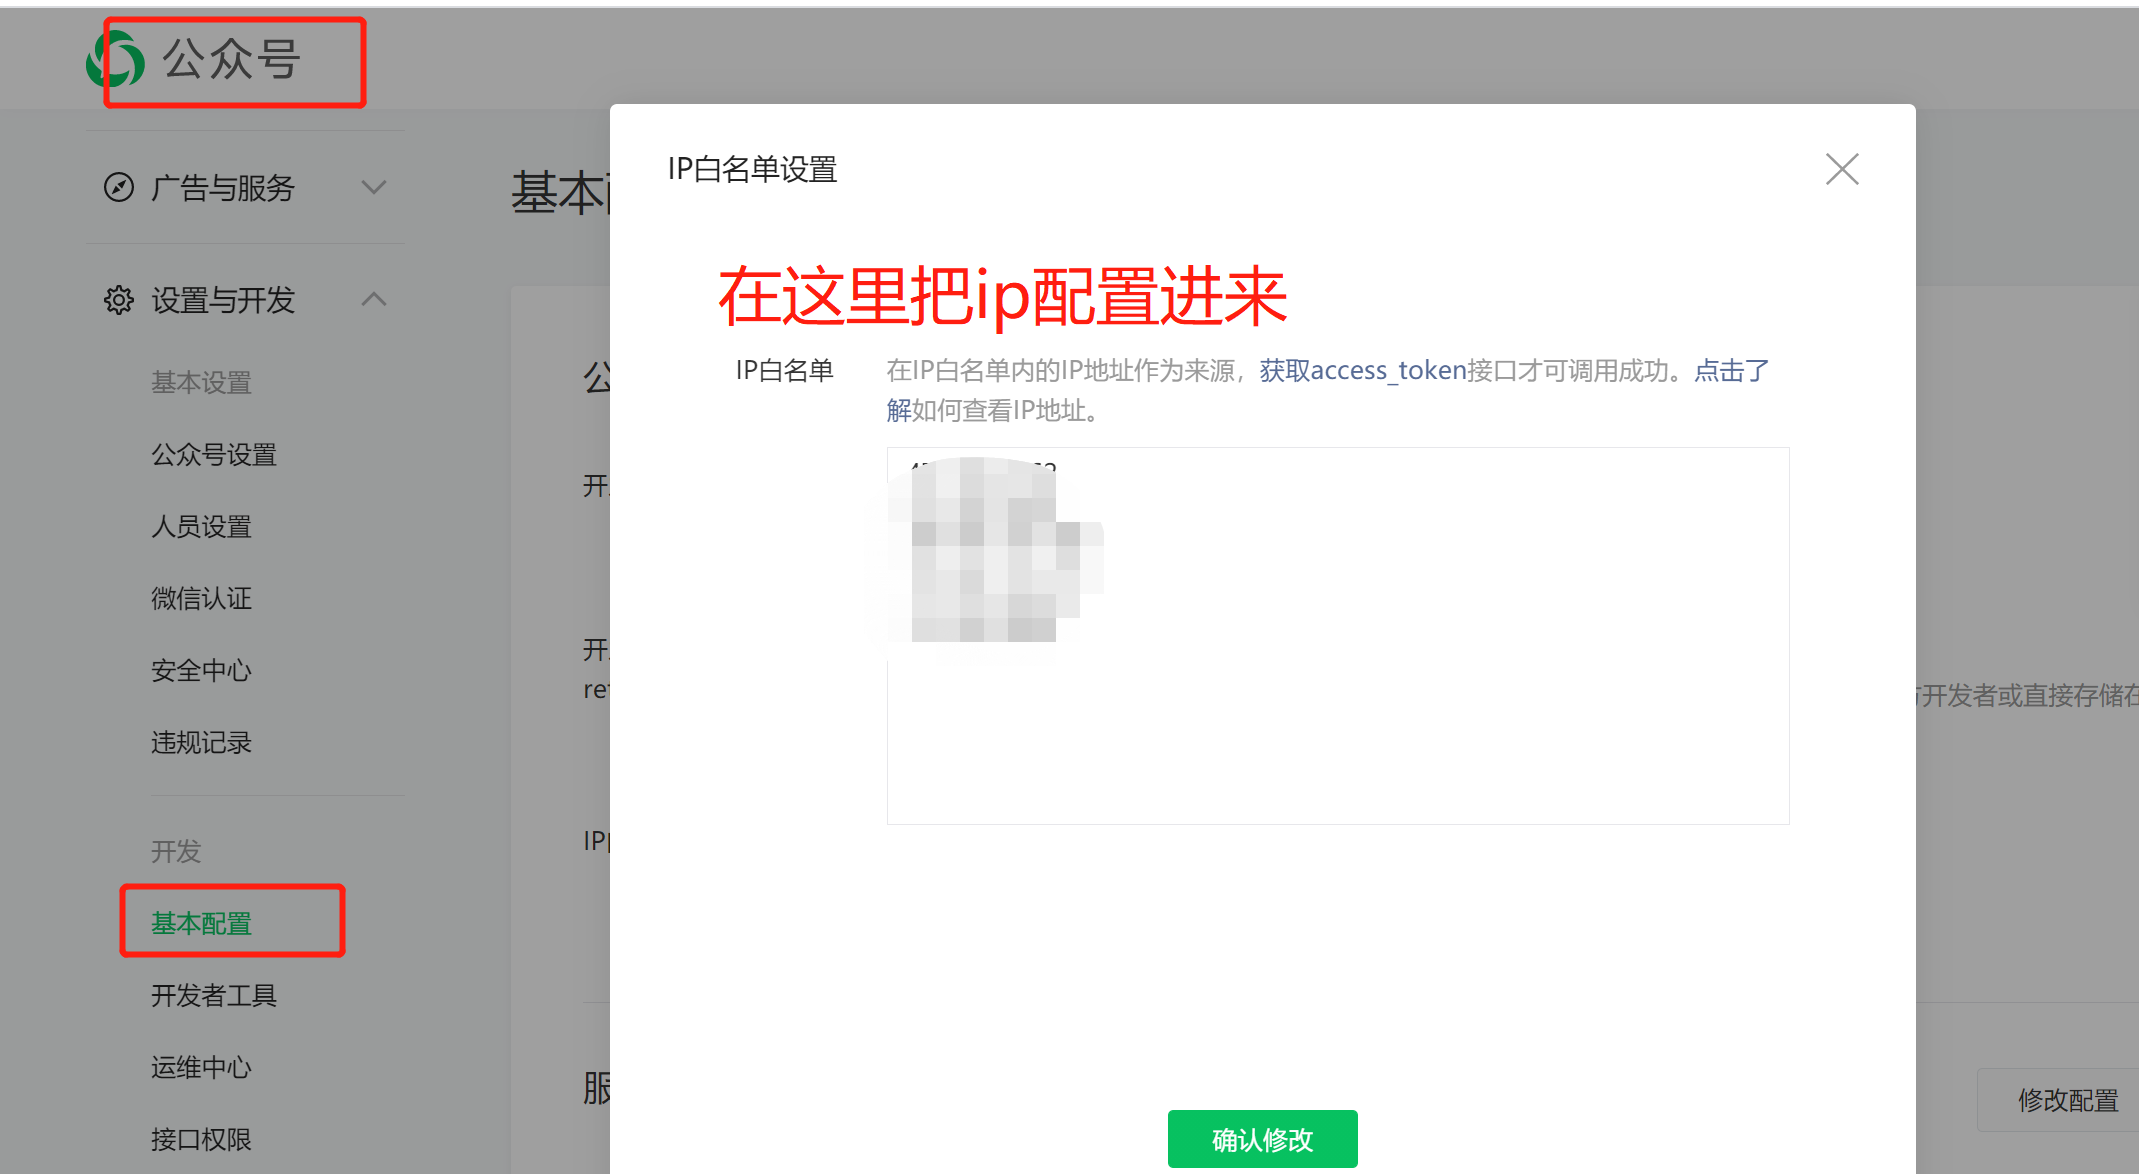 公众号
广告与服务
设置与开发
基本设置
公众号设置
人员设置
微信认证
安全中心
违规记录
开发
基本配置
开发者工具
运维中心
接口权限
基本
公
开
开
re
IP
服
IP白名单设置
在这里把ip配置进来
IP白名单
在IP白名单内的IP地址作为来源，获取access_token接口才可调用成功。点击了
解如何查看IP地址。
确认修改
开发者或直接存储在
修改配置